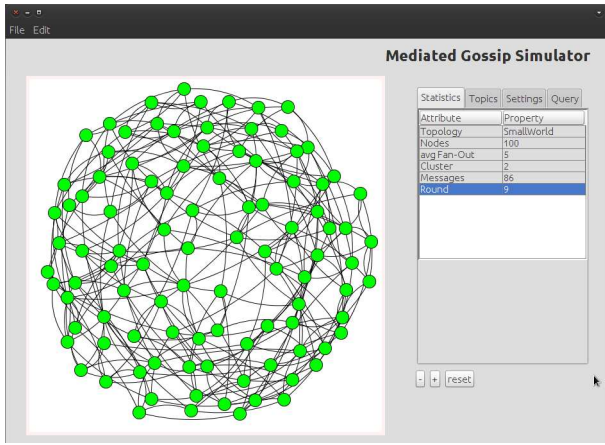 File Edit
Mediated Gossip Simulator
Statistics Topics Settings Query
Attribute Property
Topology SmallWorld
Nodes 100
avg Fan-Out 5
Cluster 2
Messages 86
Round 9
- + reset